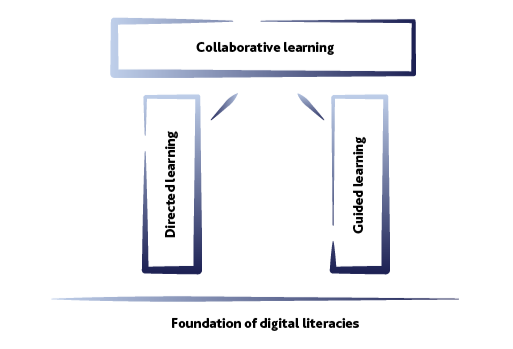 Collaborative learning
Directed learning
Guided learning
Foundation of digital literacies